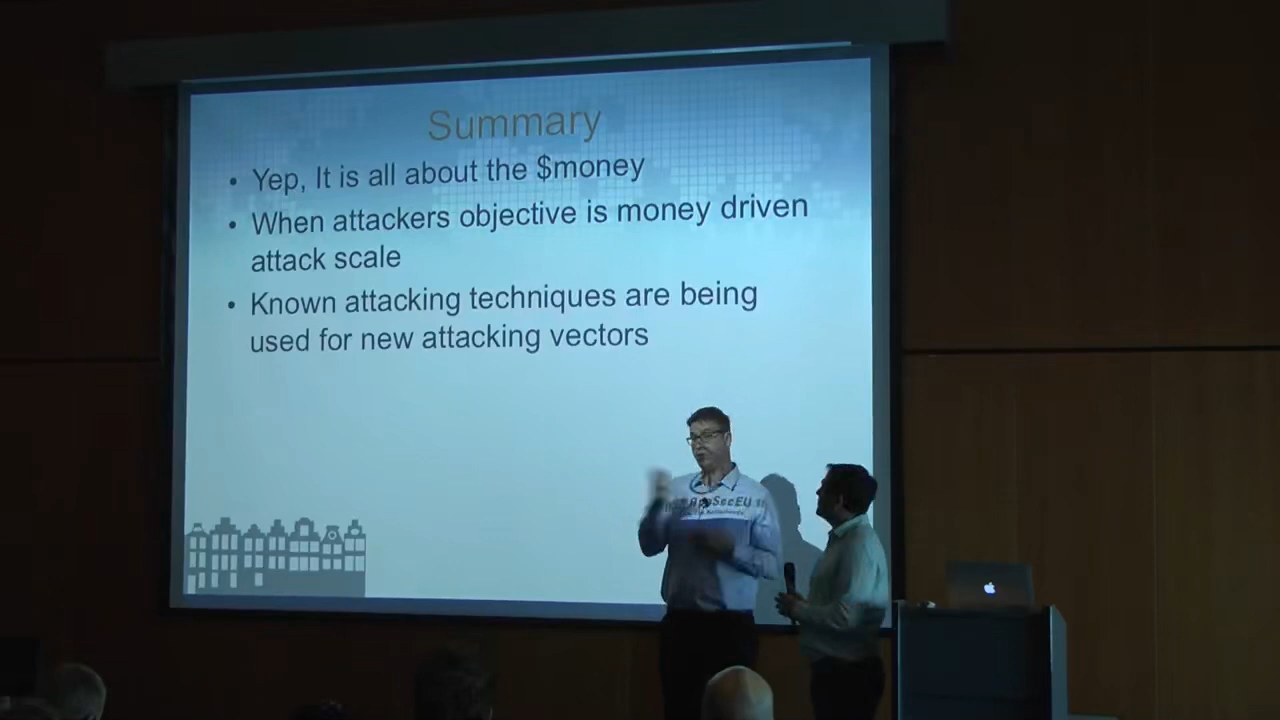 Summary
• Yep, It is all about the $money
• When attackers objective is money driven
attack scale
• Known attacking techniques are being
used for new attacking vectors
AppSecEU